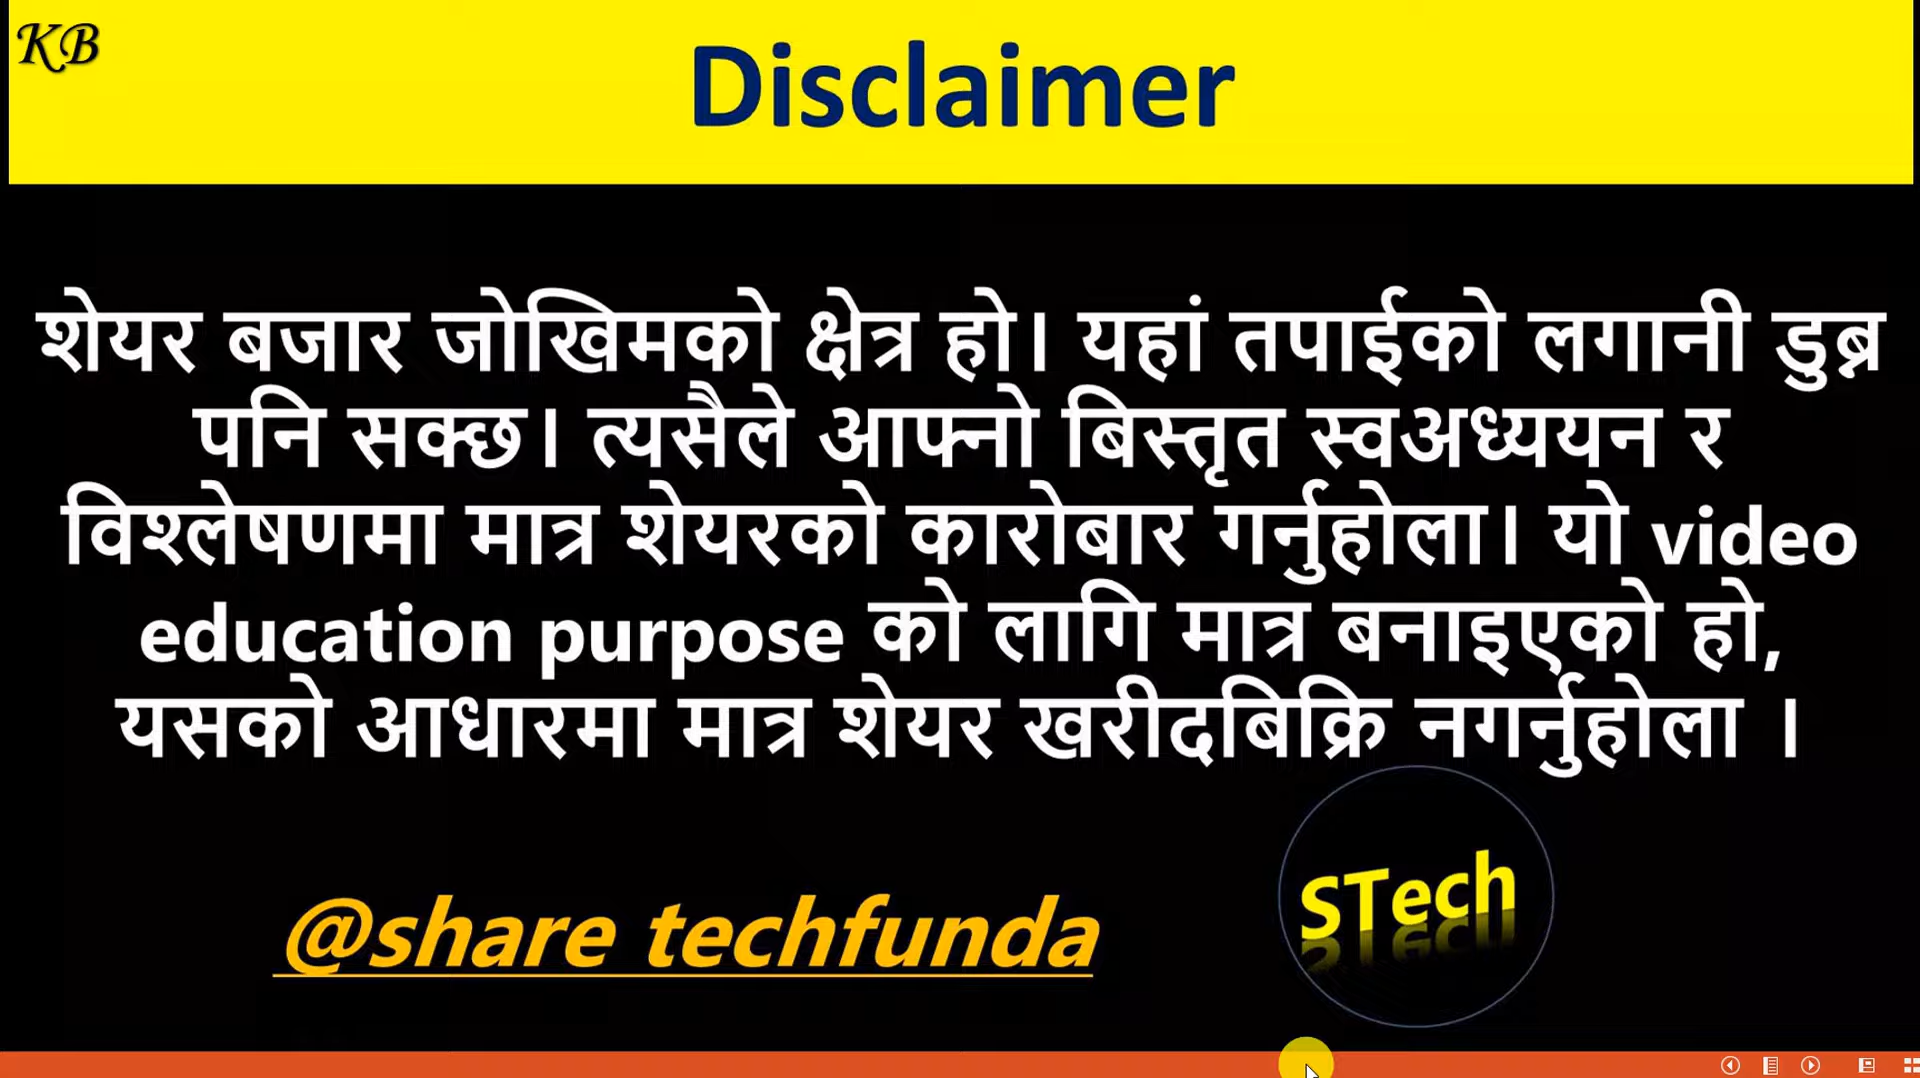 KB
Disclaimer
शेयर बजार जोखिमको क्षेत्र हो। यहां तपाईको लगानी डुब्न
पनि सक्छ। त्यसैले आफ्नो बिस्तृत स्वअध्ययन र
विश्लेषणमा मात्र शेयरको कारोबार गर्नुहोला। यो video
education purpose को लागि मात्र बनाइएको हो,
यसको आधारमा मात्र शेयर खरीदबिक्रि नगर्नुहोला ।
@share techfunda
STech